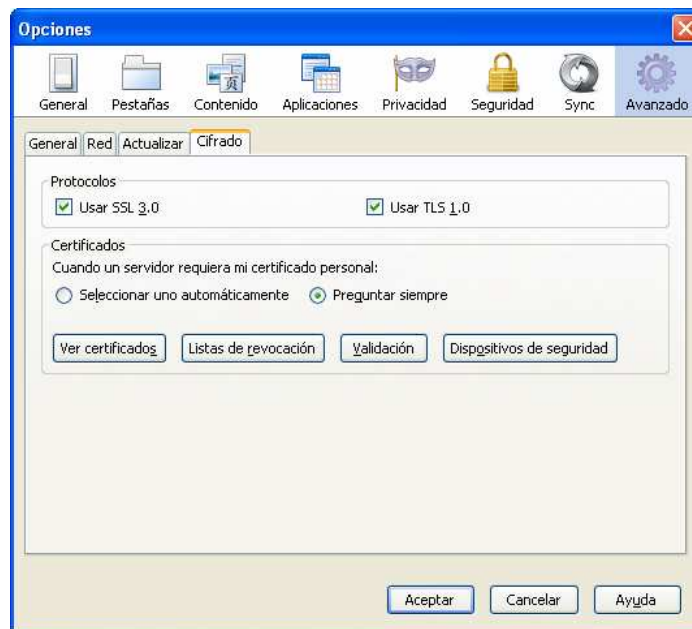 Opciones
General Pestañas Contenido Aplicaciones Privacidad Seguridad Sync Avanzado
General Red Actualizar Cifrado
Protocolos
Usar SSL 3.0 Usar TLS 1.0
Certificados
Cuando un servidor requiera mi certificado personal:
Seleccionar uno automáticamente Preguntar siempre
Ver certificados Listas de revocación Validación Dispositivos de seguridad
Aceptar Cancelar Ayuda